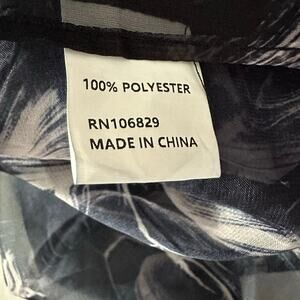 100% POLYESTER
RN106829
MADE IN CHINA